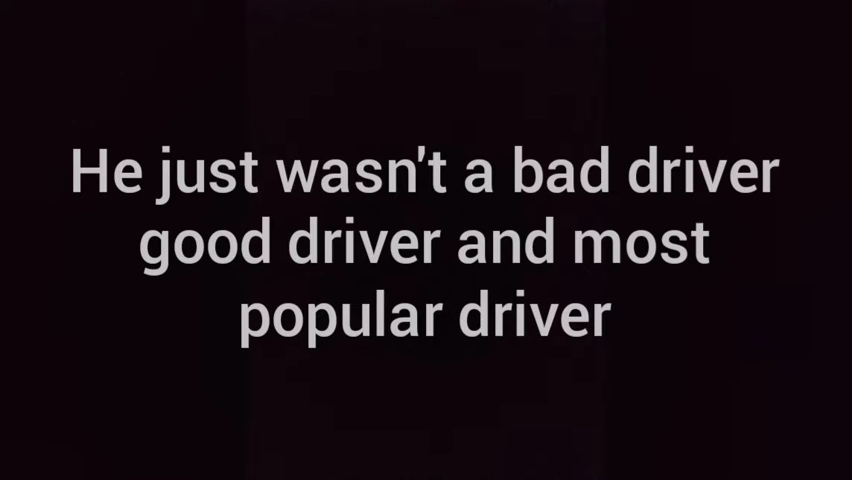 He just wasn't a bad driver
good driver and most
popular driver